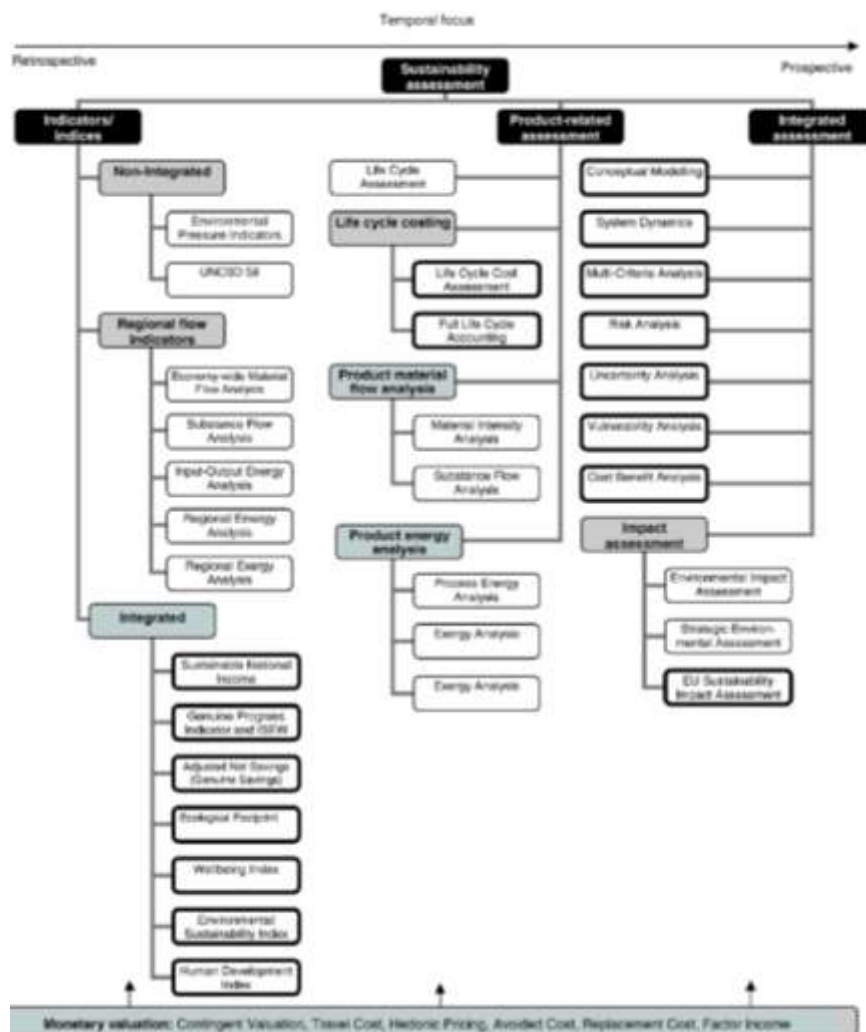 Temporal focus
Retrospective
Prospective
Sustainability
assessment
Indicators/
indices
Product-related
assessment
Integrated
assessment
Non-Integrated
Environmental
Pressure Indicators
UNCSD 58
Regional flow
Indicators
Economy-wide Material
Flow Analysis
Substance Flow
Analysis
Input-Output Energy
Analysis
Regional Emergy
Analysis
Regional Exergy
Analysis
Integrated
Sustainable National
Income
Genuine Progress
Indicator and ISEW
Adjusted Net Savings
(Genuine Savings)
Ecological Footprint
Wellbeing Index
Environmental
Sustainability Index
Human Development
Index
Life Cycle
Assessment
Life cycle costing
Life Cycle Cost
Assessment
Full Life Cycle
Accounting
Product material
flow analysis
Material Intensity
Analysis
Substance Flow
Analysis
Product energy
analysis
Process Energy
Analysis
Exergy Analysis
Exergy Analysis
Conceptual Modelling
System Dynamics
Multi-Criteria Analysis
Risk Analysis
Uncertainty Analysis
Vulnerability Analysis
Cost Benefit Analysis
Impact
assessment
Environmental Impact
Assessment
Strategic Environ-
mental Assessment
EU Sustainability
Impact Assessment
Monetary valuation: Contingent Valuation, Travel Cost, Hedonic Pricing, Avoided Cost, Replacement Cost, Factor Income